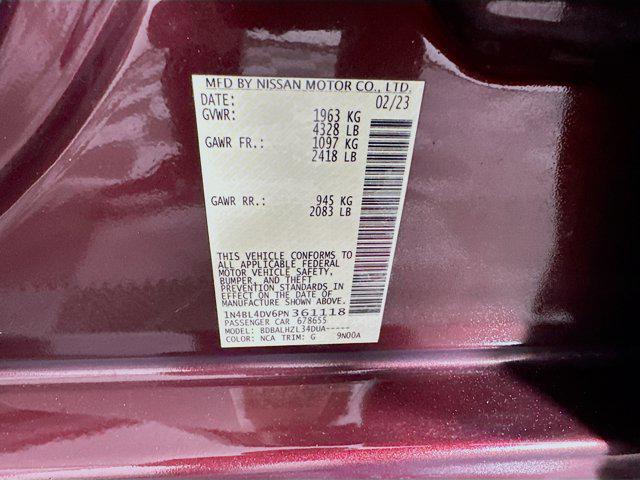 MFD BY NISSAN MOTOR CO., LTD.
DATE: 02/23
GVWR: 1963 KG
4328 LB
GAWR FR.: 1097 KG
2418 LB
GAWR RR.: 945 KG
2083 LB
THIS VEHICLE CONFORMS TO
ALL APPLICABLE FEDERAL
MOTOR VEHICLE SAFETY,
BUMPER, AND THEFT
PREVENTION STANDARDS IN
EFFECT ON THE DATE OF
MANUFACTURE SHOWN ABOVE.
1N4BL4DV6PN361118
PASSENGER CAR 678655
MODEL: BDBALHZL34DUA-----
COLOR: NCA TRIM: G 9N00A